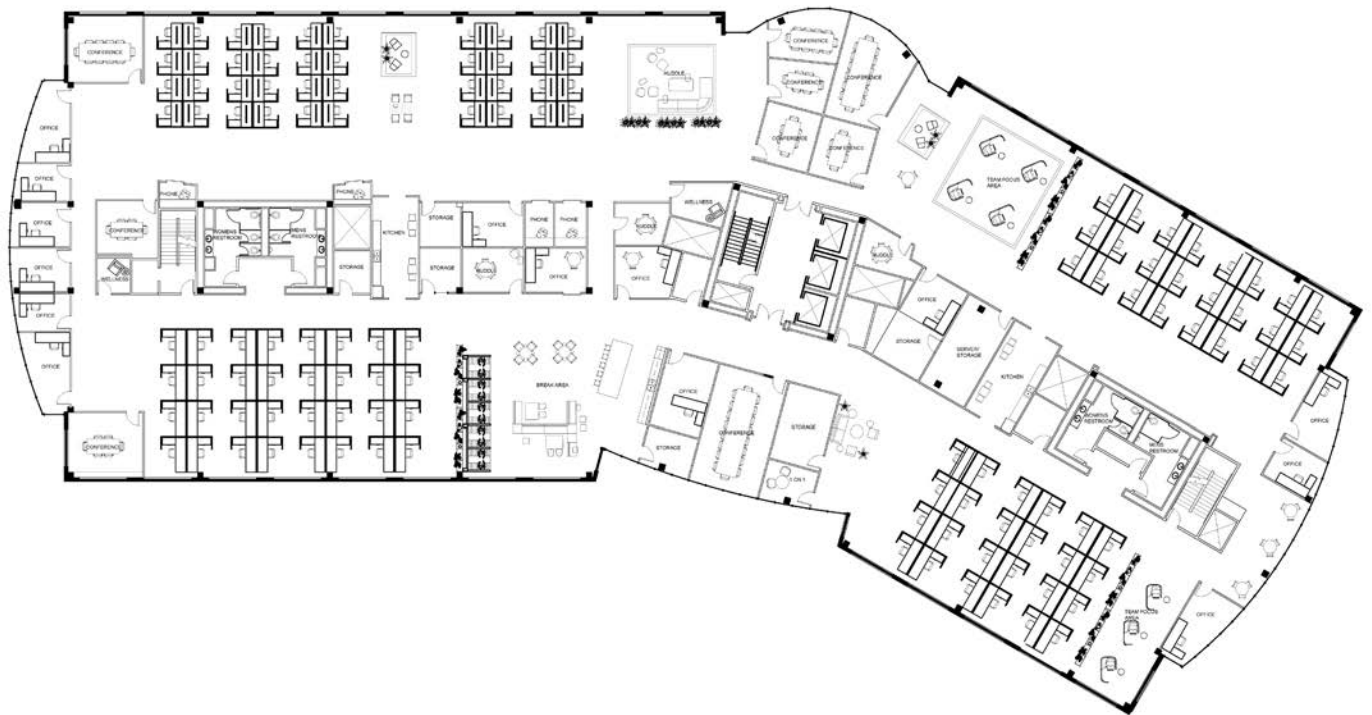 CONFERENCE
CONFERENCE
HUDDLE
CONFERENCE
CONFERENCE
CONFERENCE
CONFERENCE
OFFICE
OFFICE
TEAM FOCUS
AREA
PHONE
PHONE
WELLNESS
OFFICE
CONFERENCE
WOMENS
RESTROOM
MENS
RESTROOM
KITCHEN
STORAGE
OFFICE
PHONE
PHONE
HUDDLE
HUDDLE
OFFICE
WELLNESS
STORAGE
STORAGE
HUDDLE
OFFICE
OFFICE
OFFICE
OFFICE
STORAGE
SERVER/
STORAGE
KITCHEN
OFFICE
BREAK AREA
OFFICE
CONFERENCE
STORAGE
WOMENS
RESTROOM
MENS
RESTROOM
OFFICE
CONFERENCE
STORAGE
1 ON 1
OFFICE
TEAM FOCUS
AREA
OFFICE